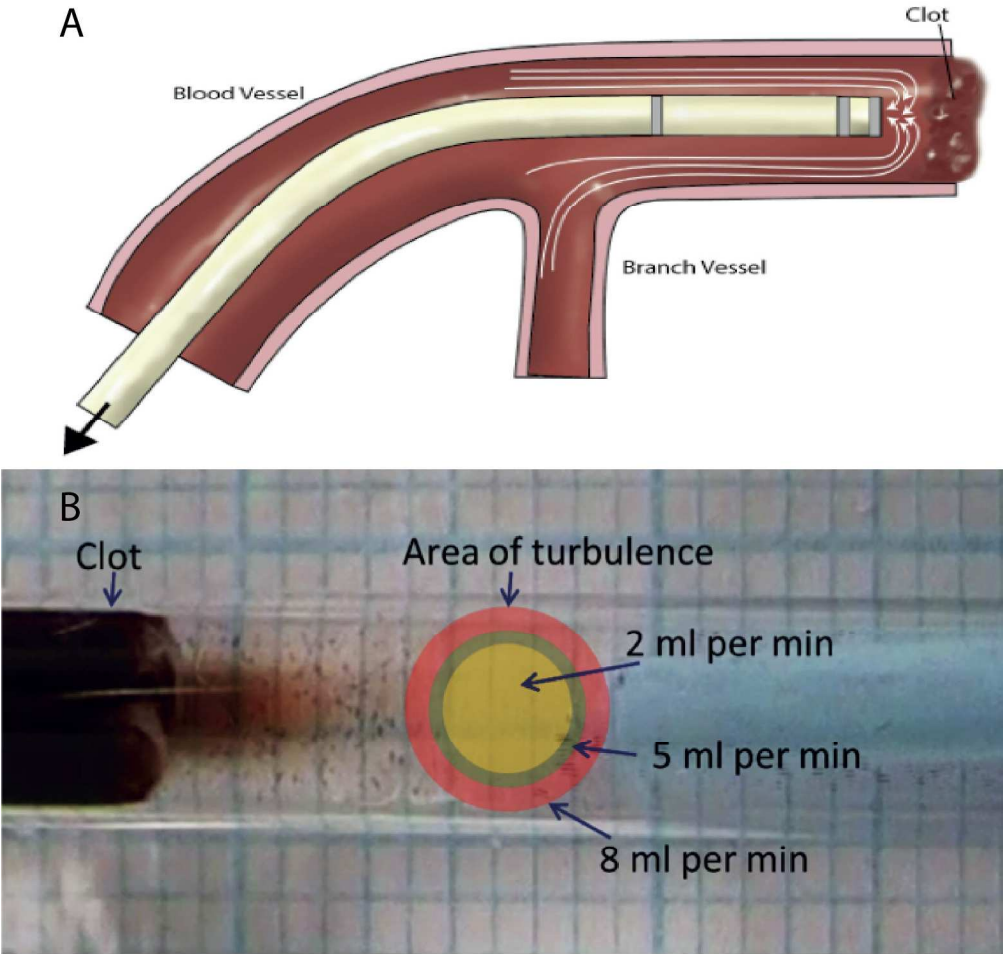 A
Clot
Blood Vessel
Branch Vessel
B
Clot
Area of turbulence
2 ml per min
5 ml per min
8 ml per min